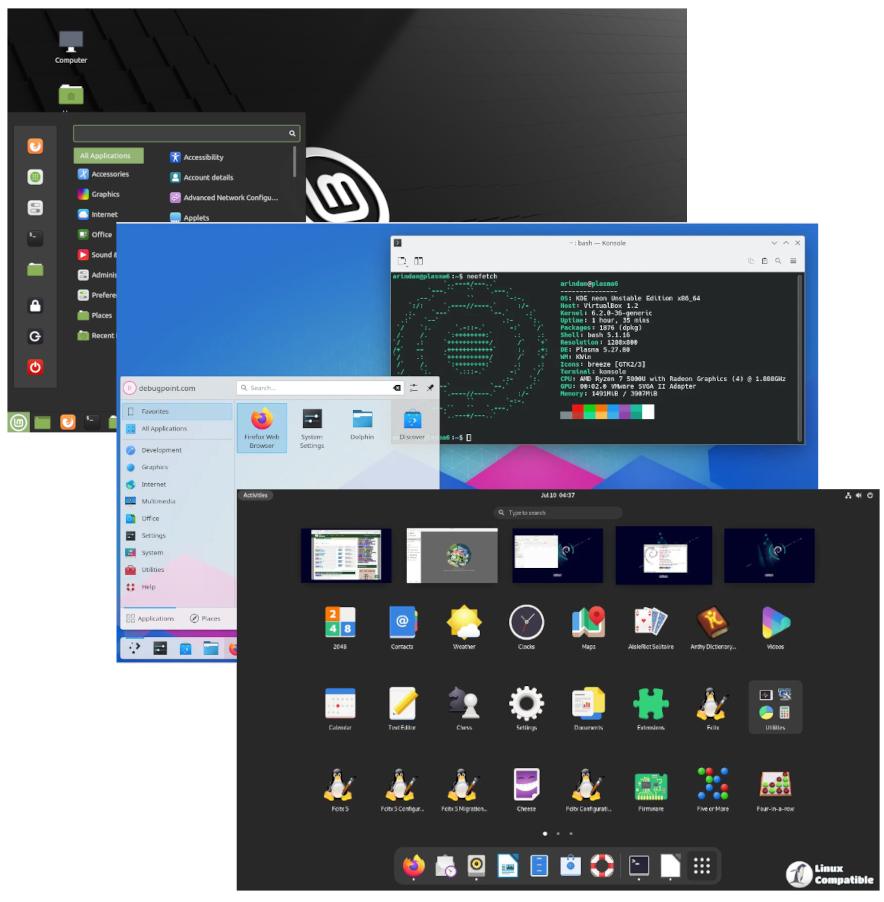 Computer
All Applications
Accessories
Graphics
Internet
Office
Sound &
Adminis
Prefere
Places
Recent
Accessibility
Account details
Advanced Network Configu...
Applets
~ : bash — Konsole
arindam@plasma6:~$ neofetch
arindam@plasma6
---------------
OS: KDE neon Unstable Edition x86_64
Host: VirtualBox 1.2
Kernel: 6.2.0-36-generic
Uptime: 1 hour, 35 mins
Packages: 1876 (dpkg)
Shell: bash 5.1.16
Resolution: 1280x800
DE: Plasma 5.27.80
WM: KWin
Icons: breeze [GTK2/3]
Terminal: konsole
CPU: AMD Ryzen 7 5800U with Radeon Graphics (4) @ 1.888GHz
GPU: 00:02.0 VMware SVGA II Adapter
Memory: 1491MiB / 3907MiB
arindam@plasma6:~$
debugpoint.com
Search...
Favorites
All Applications
Development
Graphics
Internet
Multimedia
Office
Settings
System
Utilities
Help
Firefox Web
Browser
System
Settings
Dolphin
Discover
Applications
Places
Activities
Jul 10 04:37
Type to search
2048
Contacts
Weather
Clocks
Maps
AisleRiot Solitaire
Anthy Dictionary...
Videos
Calendar
Text Editor
Chess
Settings
Documents
Extensions
Fcitx
Utilities
Fcitx 5
Fcitx 5 Configur...
Fcitx 5 Migration...
Cheese
Fcitx Configurati...
Firmware
Five or More
Four-in-a-row
Linux
Compatible